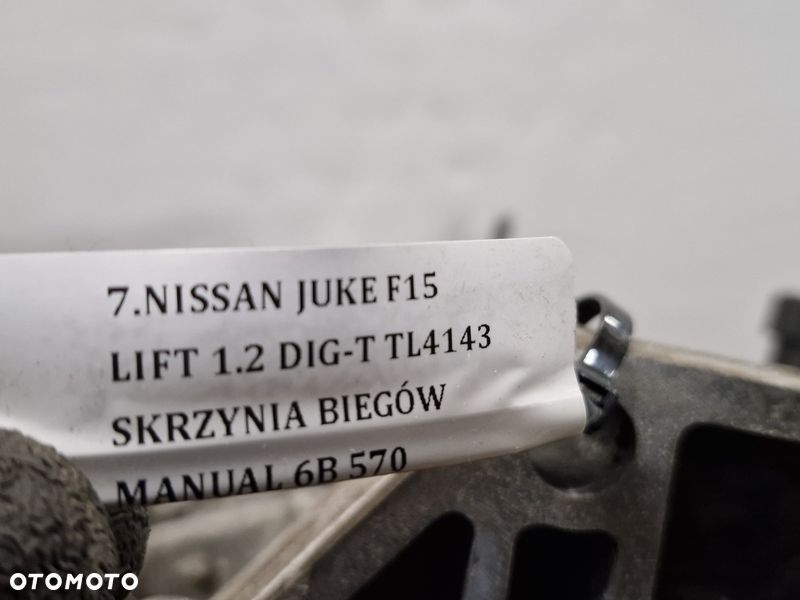 7.NISSAN JUKE F15
LIFT 1.2 DIG-T TL4143
SKRZYNIA BIEGÓW
MANUAL 6B 570
OTOMOTO